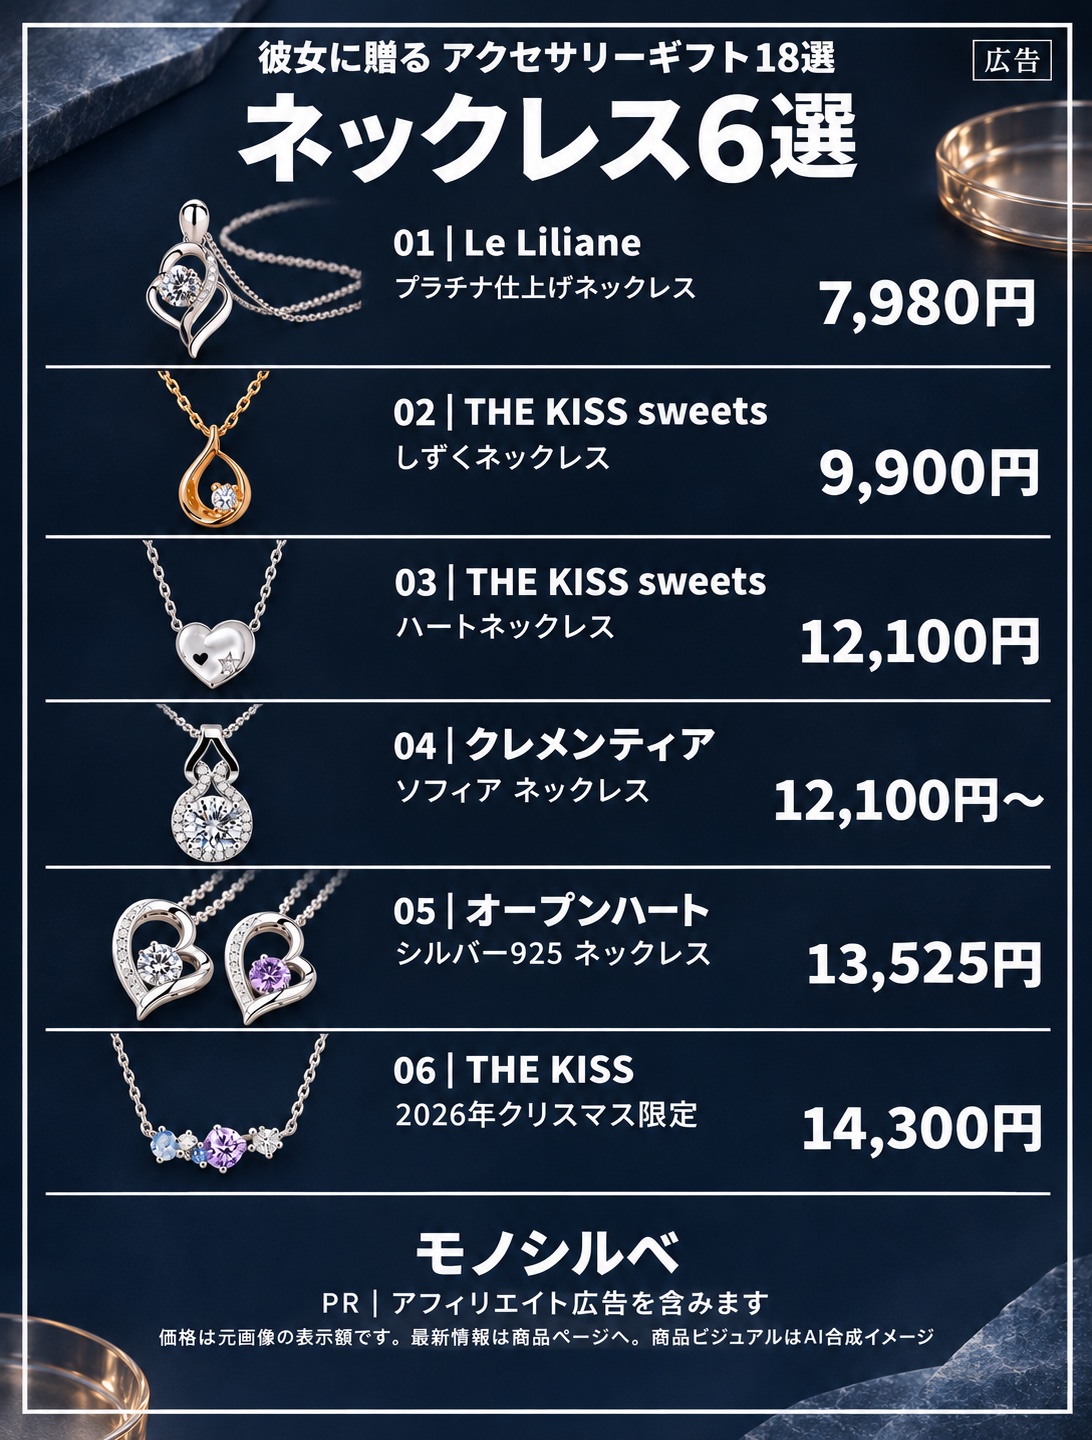 彼女に贈る アクセサリーギフト18選
広告
ネックレス6選
01 | Le Liliane
プラチナ仕上げネックレス
7,980円
02 | THE KISS sweets
しずくネックレス
9,900円
03 | THE KISS sweets
ハートネックレス
12,100円
04 | クレメンティア
ソフィア ネックレス
12,100円〜
05 | オープンハート
シルバー925 ネックレス
13,525円
06 | THE KISS
2026年クリスマス限定
14,300円
モノシルベ
PR | アフィリエイト広告を含みます
価格は元画像の表示額です。最新情報は商品ページへ。商品ビジュアルはAI合成イメージ